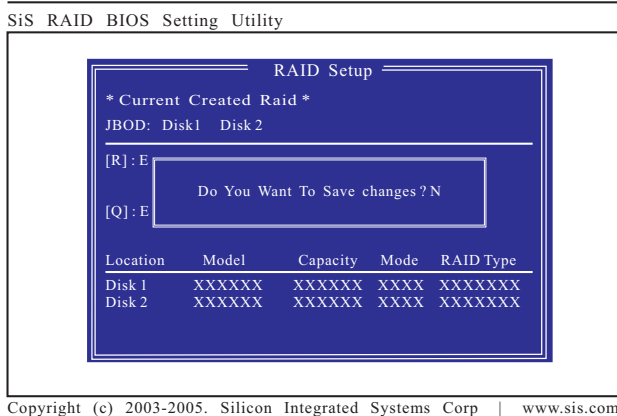 SiS RAID BIOS Setting Utility
RAID Setup
* Current Created Raid *
JBOD: Disk1 Disk 2
[R] : E
Do You Want To Save changes ? N
[Q] : E
Location Model Capacity Mode RAID Type
Disk 1 XXXXXX XXXXXX XXXX XXXXXXX
Disk 2 XXXXXX XXXXXX XXXX XXXXXXX
Copyright (c) 2003-2005. Silicon Integrated Systems Corp | www.sis.com